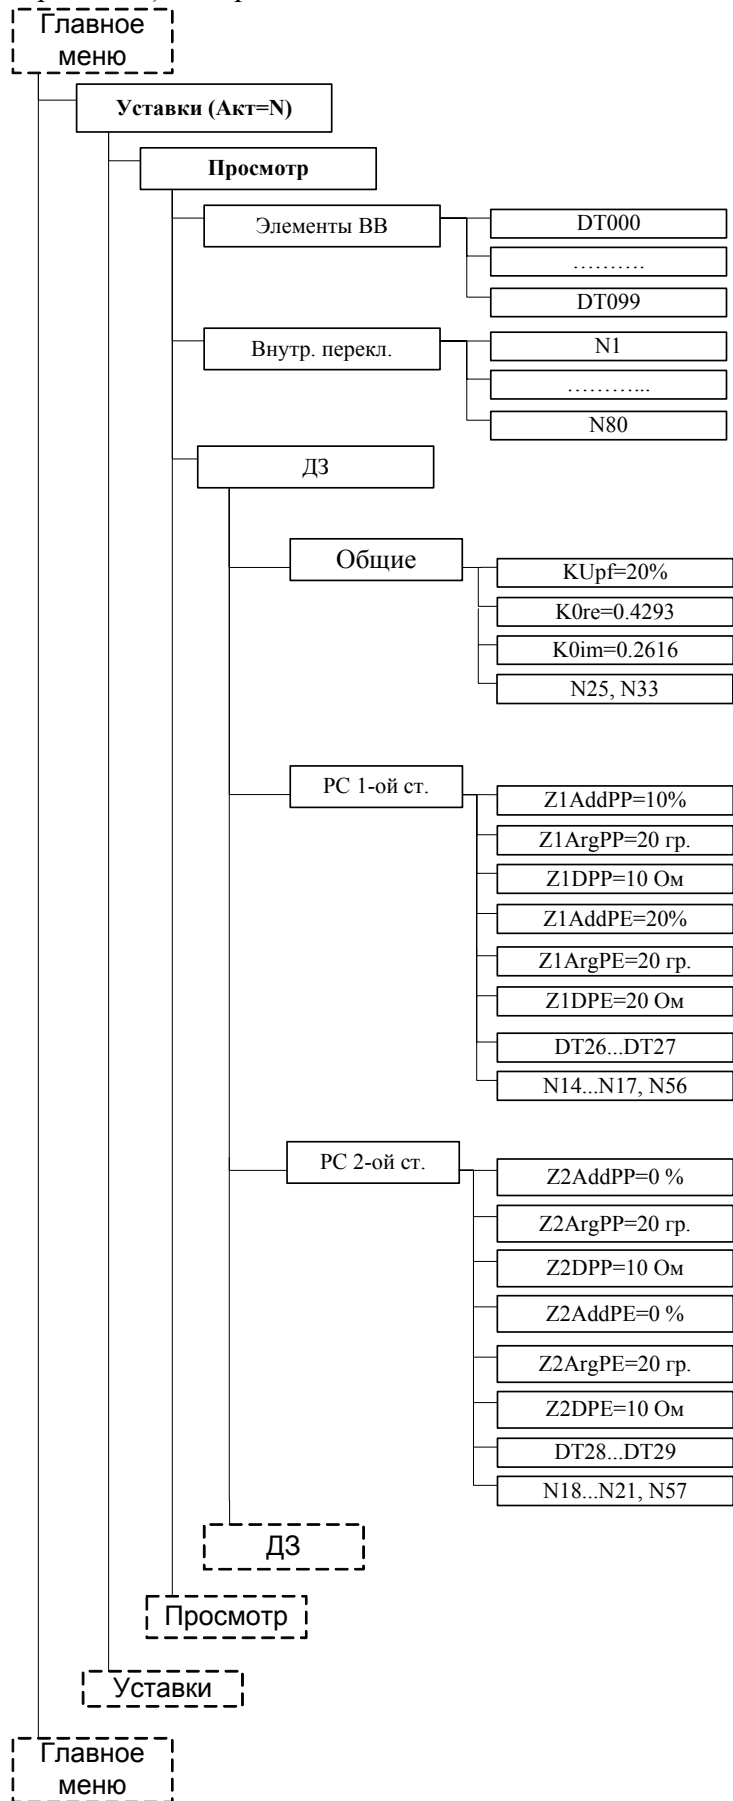 Главное
меню
Уставки (Акт=N)
Просмотр
Элементы ВВ
DT000
……….
DT099
Внутр. перекл.
N1
………...
N80
ДЗ
Общие
KUpf=20%
K0re=0.4293
K0im=0.2616
N25, N33
РС 1-ой ст.
Z1AddPP=10%
Z1ArgPP=20 гр.
Z1DPP=10 Ом
Z1AddPE=20%
Z1ArgPE=20 гр.
Z1DPE=20 Ом
DT26...DT27
N14...N17, N56
РС 2-ой ст.
Z2AddPP=0 %
Z2ArgPP=20 гр.
Z2DPP=10 Ом
Z2AddPE=0 %
Z2ArgPE=20 гр.
Z2DPE=10 Ом
DT28...DT29
N18...N21, N57
ДЗ
Просмотр
Уставки
Главное
меню